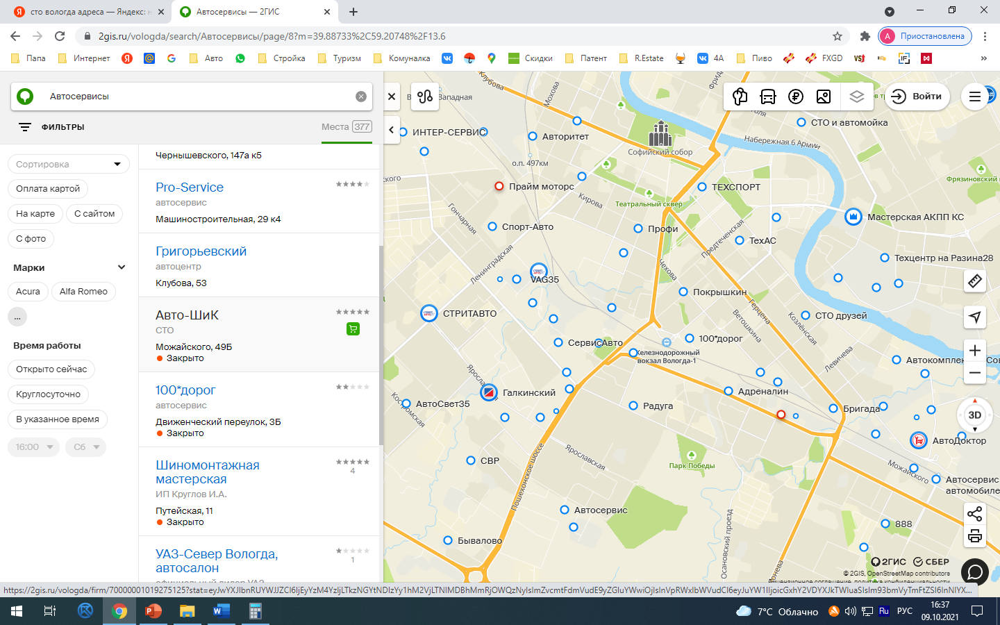 сто вологда адреса — Яндекс: н
Автосервисы — 2ГИС
2gis.ru/vologda/search/Автосервисы/page/8?m=39.88733%2C59.20748%2F13.6
A
Приостановлена
Папа
Интернет
Авто
Стройка
Туризм
Комуналка
Скидки
Патент
R.Estate
4А
Пиво
FXGD
Автосервисы
ФИЛЬТРЫ
Места 377
Войти
Сортировка
Оплата картой
На карте
С сайтом
С фото
Марки
Acura
Alfa Romeo
...
Время работы
Открыто сейчас
Круглосуточно
В указанное время
16:00
Сб
Чернышевского, 147а к5
Pro-Service
автосервис
Машиностроительная, 29 к4
Григорьевский
автоцентр
Клубова, 53
Авто-ШиК
СТО
Можайского, 49Б
Закрыто
100*дорог
автосервис
Движенческий переулок, 3Б
Закрыто
Шиномонтажная
мастерская
4
ИП Круглов И.А.
Путейская, 11
Закрыто
УАЗ-Север Вологда,
автосалон
1
Клубова
Мохова
Западная
ИНТЕР-СЕРВИС
Авторитет
Софийский собор
СТО и автомойка
Набережная 6 Армии
о.п. 497км
Прайм моторс
ТЕХСПОРТ
Фрязиновский
Кирова
Театральный сквер
Гончарная
Спорт-Авто
Профи
Предтеченская
ТехАС
Мастерская АКПП КС
Техцентр на Разина28
Ленинградская
VAG35
Чехова
Покрышкин
Герцена
СТРИТАВТО
Ветошкина
Козлёнская
СТО друзей
СервисАвто
100*дорог
Железнодорожный
вокзал Вологда-1
Левичева
Автокомплек
Галкинский
Адреналин
АвтоСвет35
Костромская
Радуга
Бригада
3D
АвтоДоктор
СВР
Ярославская
Парк Победы
Можайского
Автосервис
автомобиле
Пошехонское шоссе
Автосервис
Осановский проезд
888
Бывалово
2ГИС
СБЕР
© 2GIS, OpenStreetMap contributors
7°C Облачно
Ru
РУС
16:37
09.10.2021